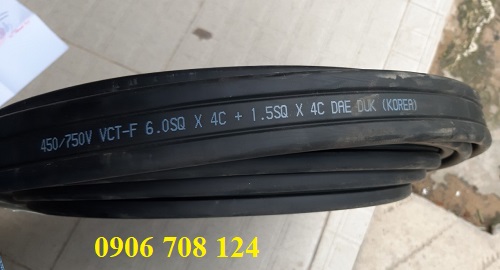 450/750V VCT-F 6.0SQ X 4C + 1.5SQ X 4C DAE DUK (KOREA)
0906 708 124